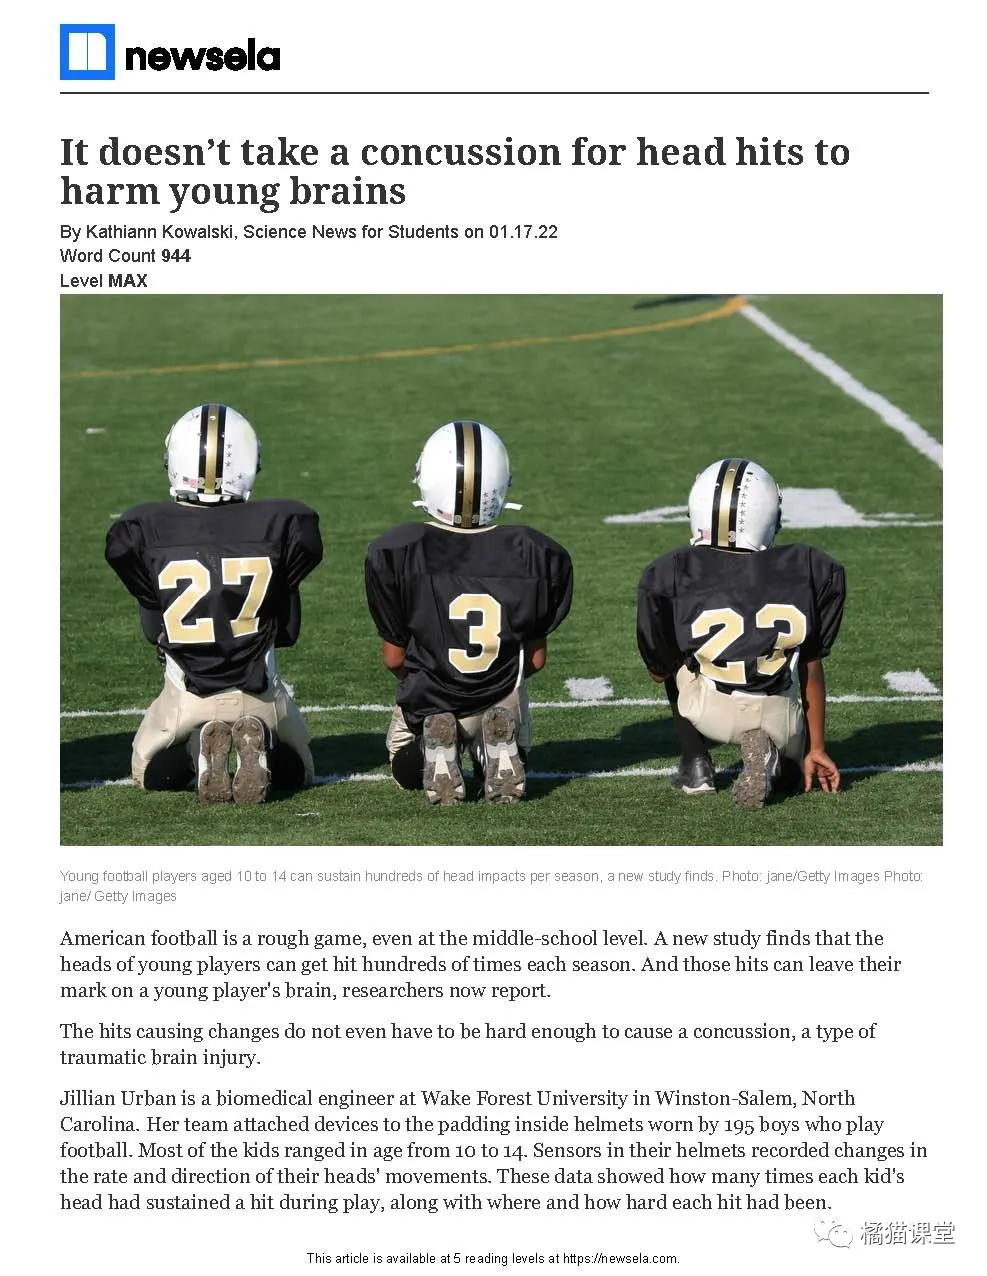 newsela
It doesn’t take a concussion for head hits to
harm young brains
By Kathiann Kowalski, Science News for Students on 01.17.22
Word Count 944
Level MAX
27
3
23
Young football players aged 10 to 14 can sustain hundreds of head impacts per season, a new study finds. Photo: jane/Getty Images Photo:
jane/ Getty Images
American football is a rough game, even at the middle-school level. A new study finds that the
heads of young players can get hit hundreds of times each season. And those hits can leave their
mark on a young player's brain, researchers now report.
The hits causing changes do not even have to be hard enough to cause a concussion, a type of
traumatic brain injury.
Jillian Urban is a biomedical engineer at Wake Forest University in Winston-Salem, North
Carolina. Her team attached devices to the padding inside helmets worn by 195 boys who play
football. Most of the kids ranged in age from 10 to 14. Sensors in their helmets recorded changes in
the rate and direction of their heads' movements. These data showed how many times each kid's
head had sustained a hit during play, along with where and how hard each hit had been.
橘猫课堂
This article is available at 5 reading levels at https://newsela.com.